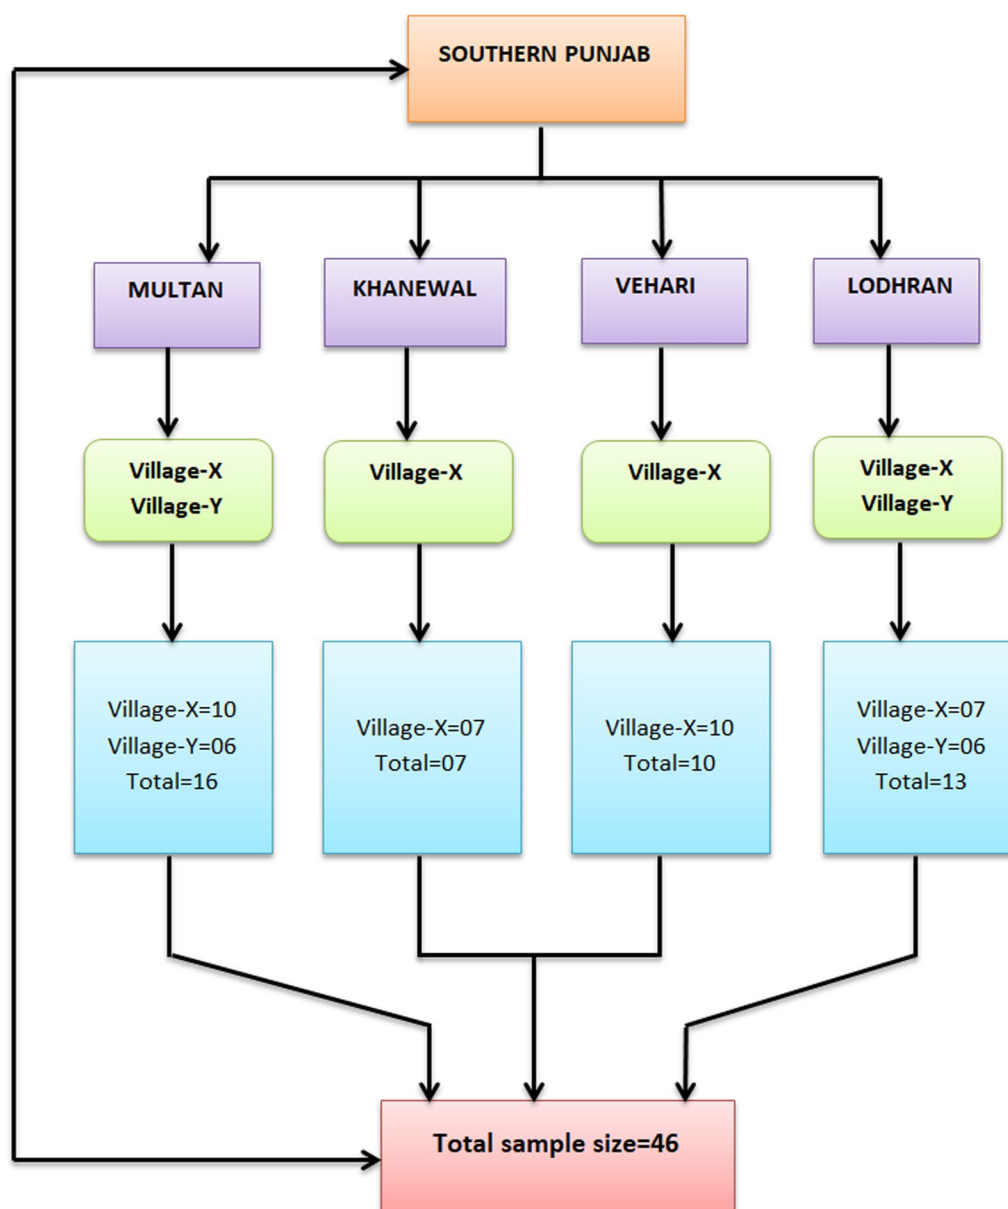 SOUTHERN PUNJAB
MULTAN
KHANEWAL
VEHARI
LODHRAN
Village-X
Village-Y
Village-X
Village-X
Village-X
Village-Y
Village-X=10
Village-Y=06
Total=16
Village-X=07
Total=07
Village-X=10
Total=10
Village-X=07
Village-Y=06
Total=13
Total sample size=46